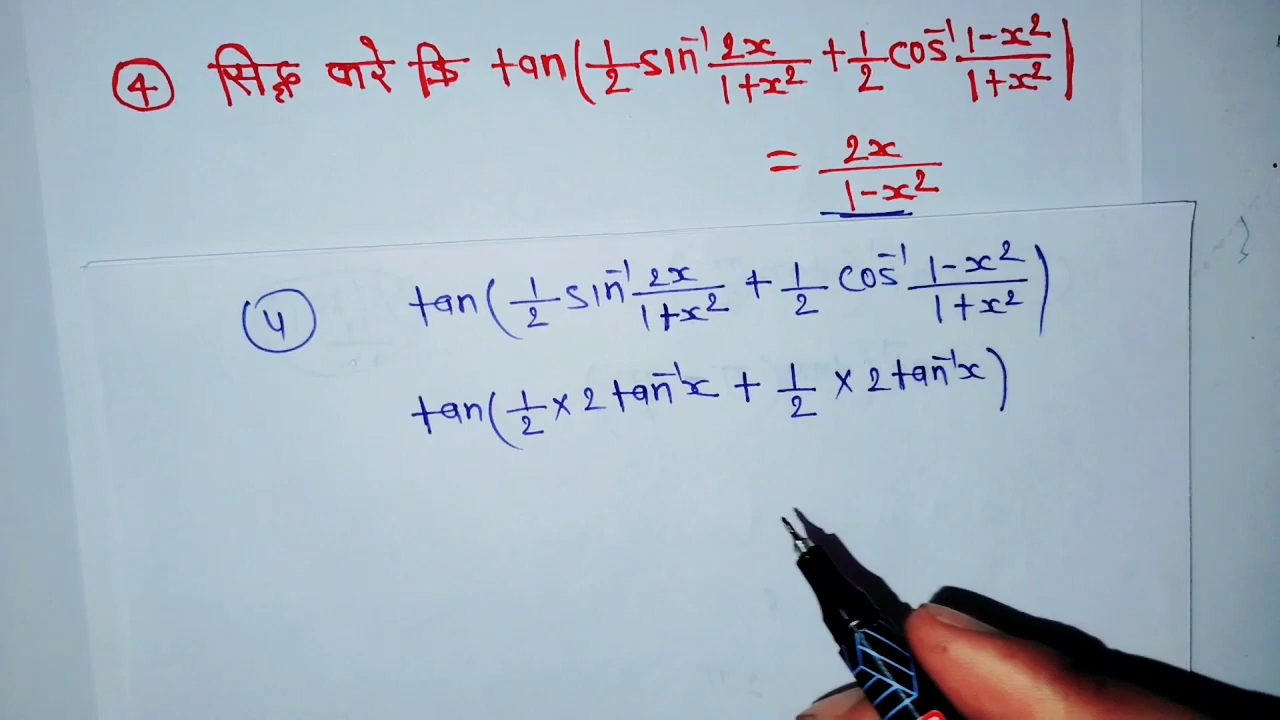 ④ सिद्ध करे कि tan(1/2 sin⁻¹ 2x/1+x² + 1/2 cos⁻¹ 1-x²/1+x²)
= 2x/1-x²
④ tan(1/2 sin⁻¹ 2x/1+x² + 1/2 cos⁻¹ 1-x²/1+x²)
tan(1/2 × 2 tan⁻¹x + 1/2 × 2 tan⁻¹x)